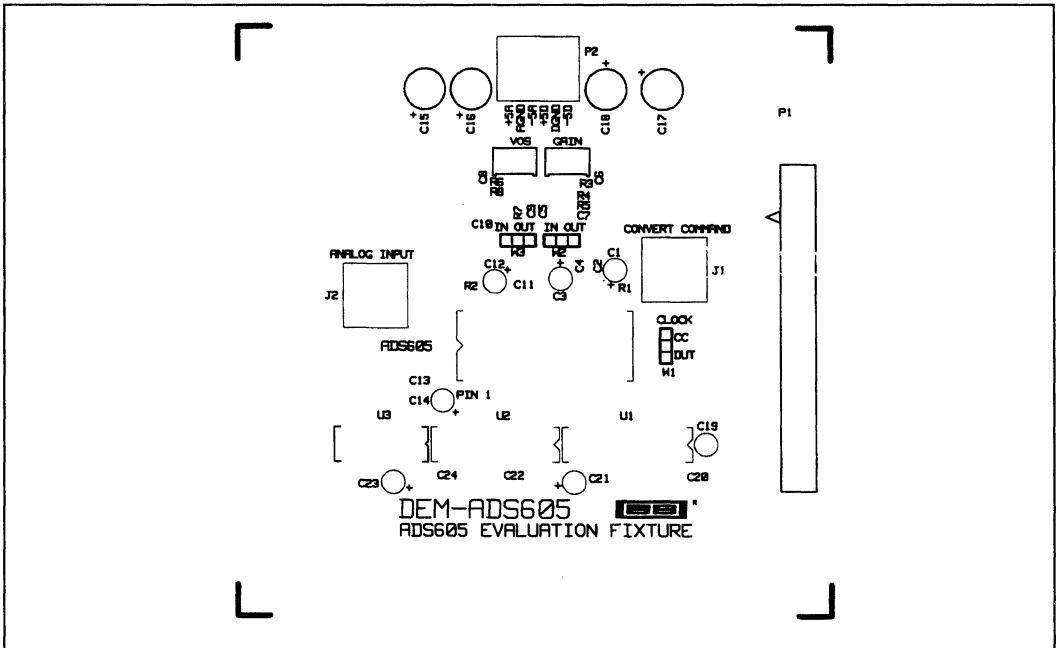 P2
P1
C15
C16
C18
C17
+5A
AGND
-5A
+5D
DGND
-5D
VOS
GAIN
C8
R3
C6
R7
C9
C5
C10
IN OUT
IN OUT
W3
W2
CONVERT COMMAND
ANALOG INPUT
C12
C4
C2
C1
J1
R2
C11
C3
R1
J2
CLOCK
CC
OUT
W1
ADS605
C13
C14
PIN 1
U3
U2
U1
C19
C23
C24
C22
C21
C20
DEM-ADS605
BB
ADS605 EVALUATION FIXTURE